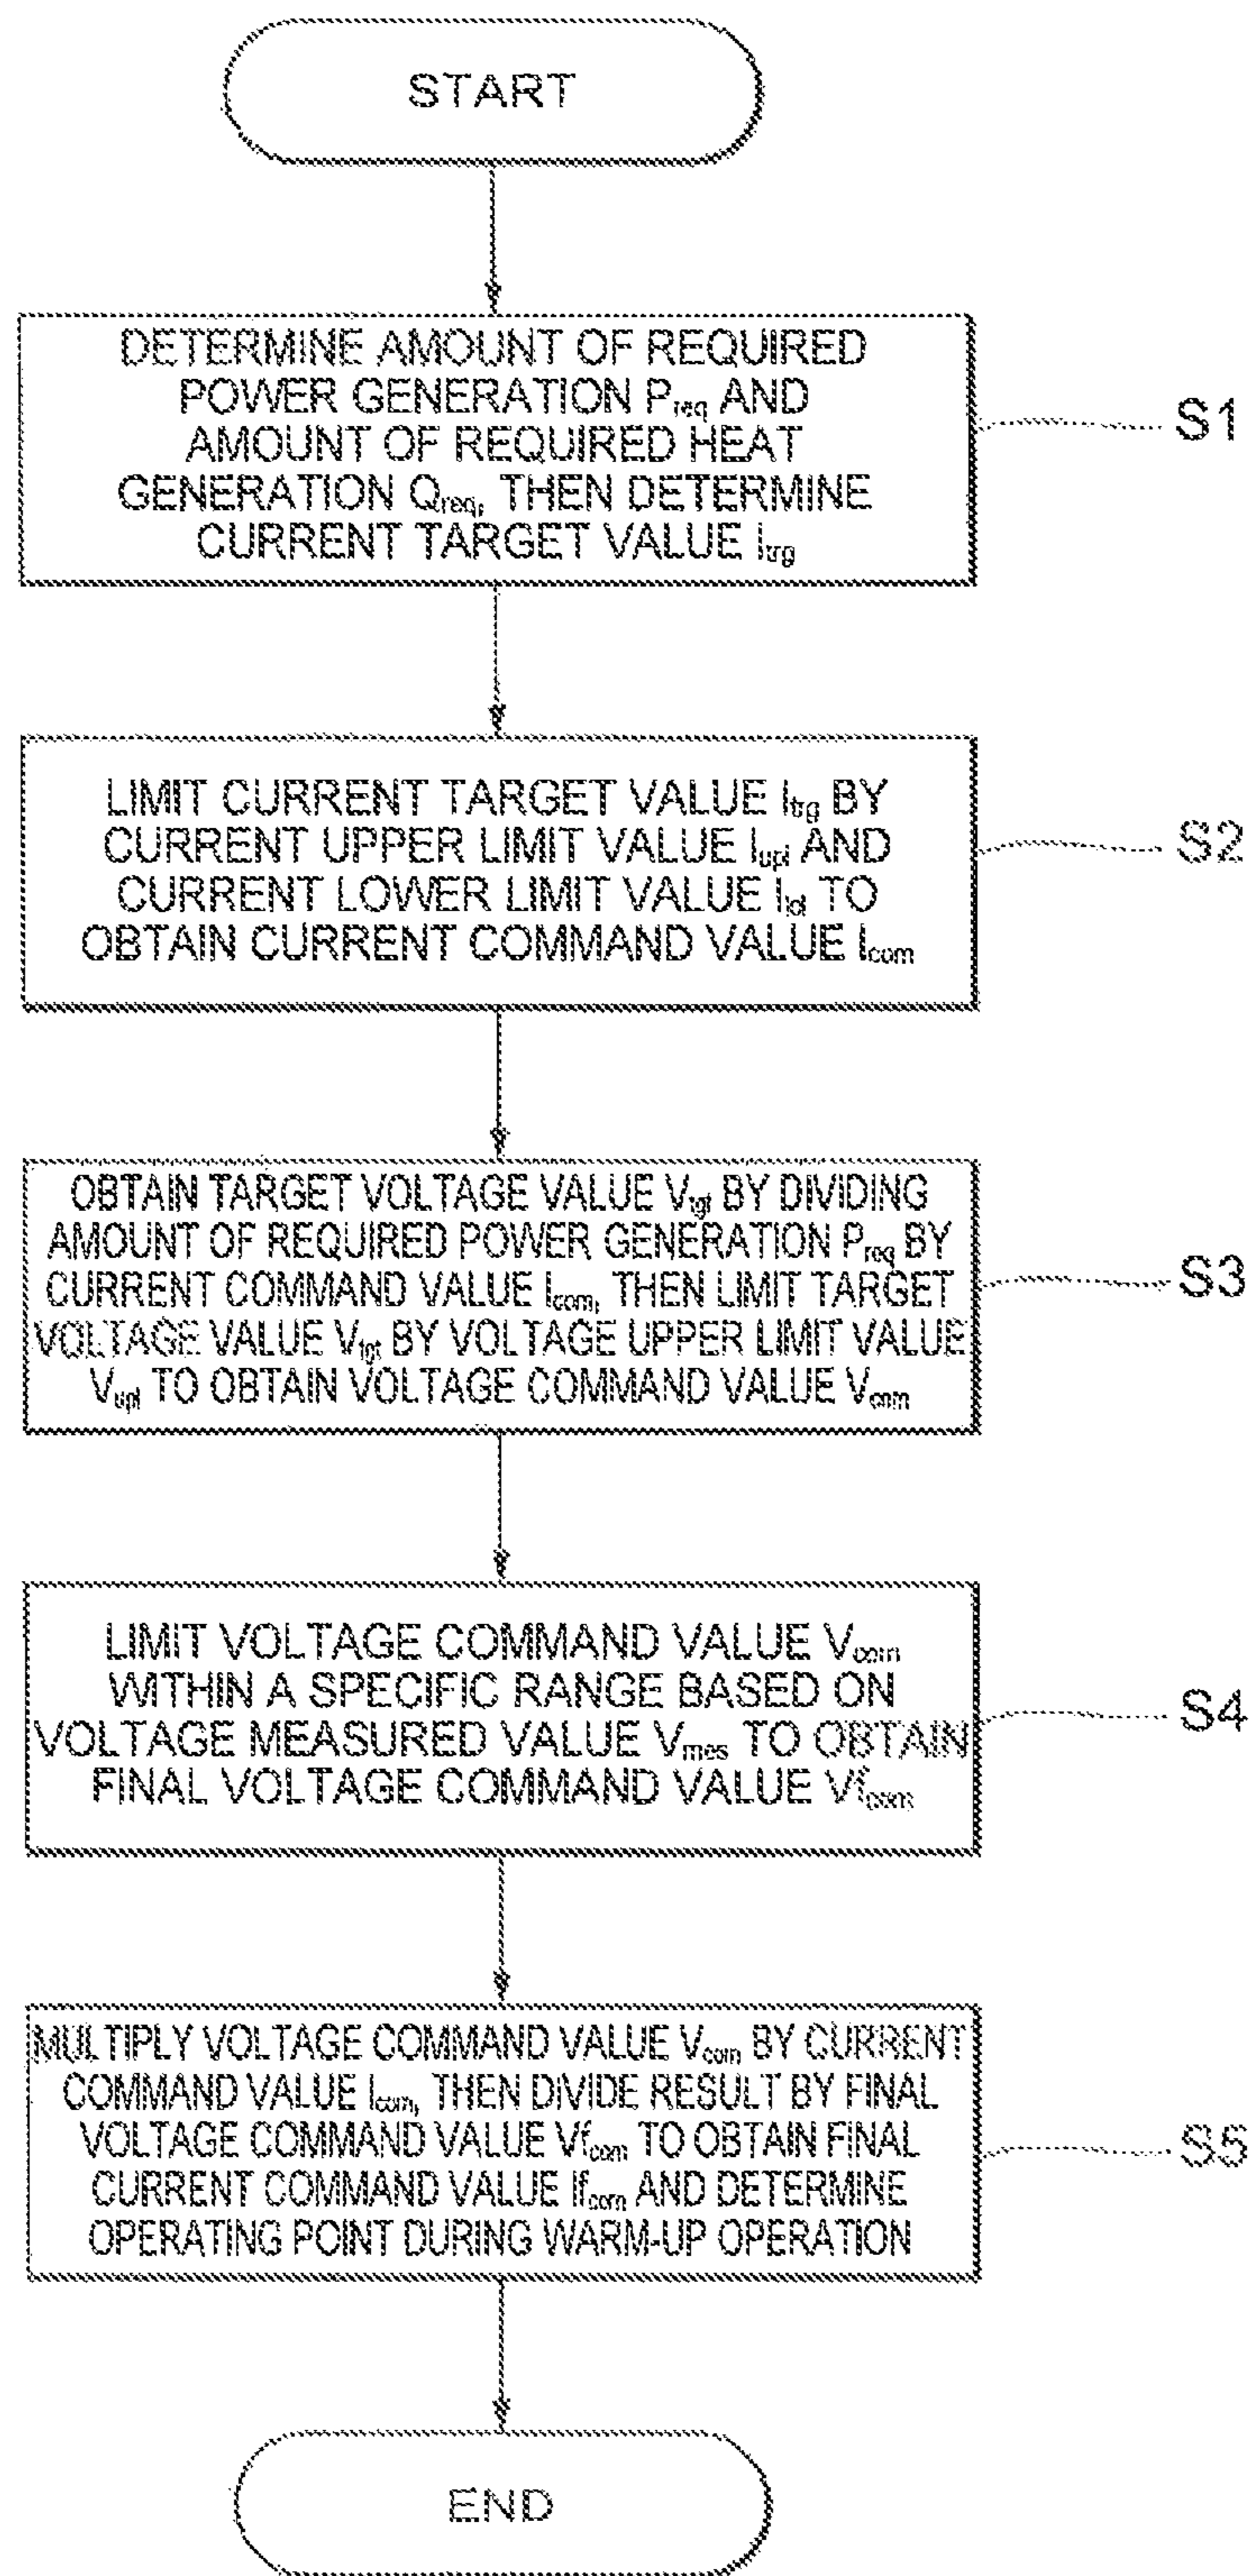 START
DETERMINE AMOUNT OF REQUIRED
POWER GENERATION Preq AND
AMOUNT OF REQUIRED HEAT
GENERATION Qreq, THEN DETERMINE
CURRENT TARGET VALUE Itrg
S1
LIMIT CURRENT TARGET VALUE Itrg BY
CURRENT UPPER LIMIT VALUE Iupl AND
CURRENT LOWER LIMIT VALUE Ilol TO
OBTAIN CURRENT COMMAND VALUE Icom
S2
OBTAIN TARGET VOLTAGE VALUE Vtgt BY DIVIDING
AMOUNT OF REQUIRED POWER GENERATION Preq BY
CURRENT COMMAND VALUE Icom, THEN LIMIT TARGET
VOLTAGE VALUE Vtgt BY VOLTAGE UPPER LIMIT VALUE
Vupl TO OBTAIN VOLTAGE COMMAND VALUE Vcom
S3
LIMIT VOLTAGE COMMAND VALUE Vcom
WITHIN A SPECIFIC RANGE BASED ON
VOLTAGE MEASURED VALUE Vmes TO OBTAIN
FINAL VOLTAGE COMMAND VALUE Vfcom
S4
MULTIPLY VOLTAGE COMMAND VALUE Vcom BY CURRENT
COMMAND VALUE Icom, THEN DIVIDE RESULT BY FINAL
VOLTAGE COMMAND VALUE Vfcom TO OBTAIN FINAL
CURRENT COMMAND VALUE Ifcom AND DETERMINE
OPERATING POINT DURING WARM-UP OPERATION
S5
END